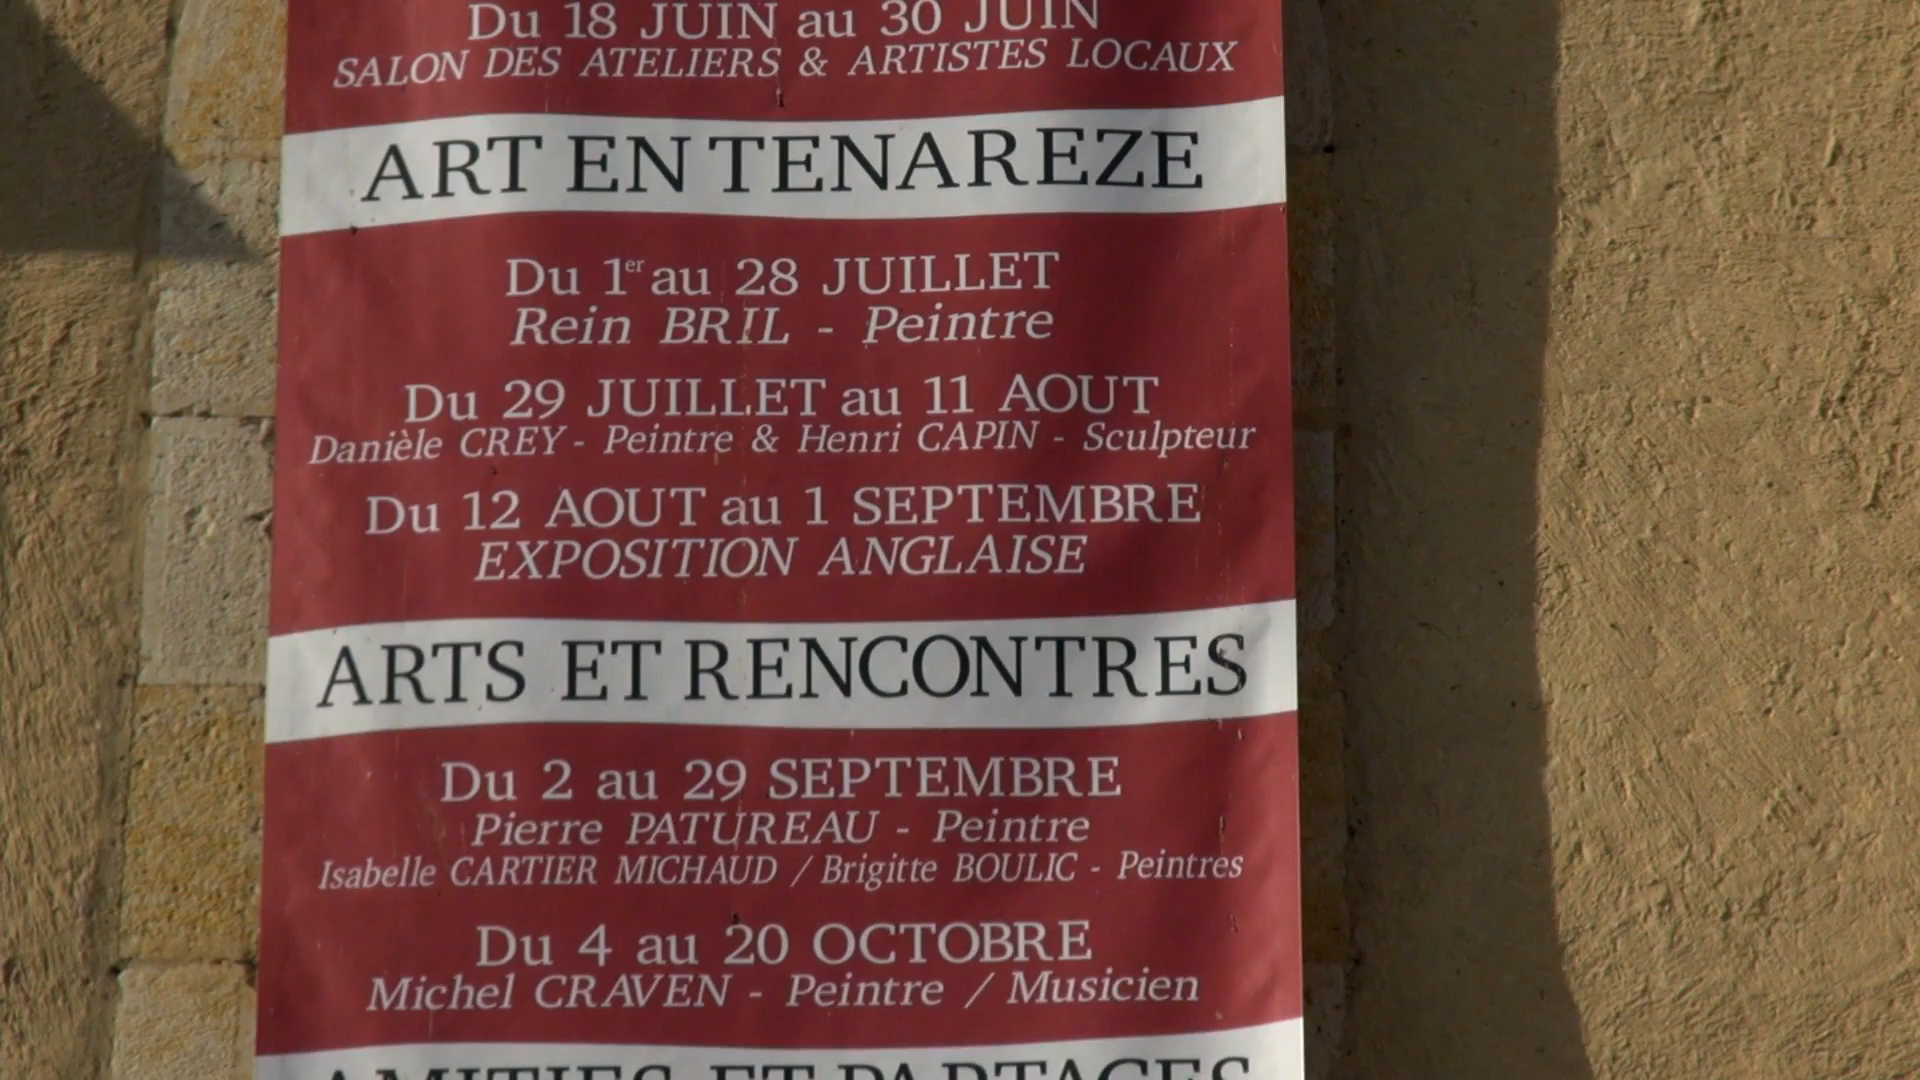 Du 18 JUIN au 30 JUIN
SALON DES ATELIERS & ARTISTES LOCAUX
ART EN TENAREZE
Du 1er au 28 JUILLET
Rein BRIL - Peintre
Du 29 JUILLET au 11 AOUT
Danièle CREY - Peintre & Henri CAPIN - Sculpteur
Du 12 AOUT au 1 SEPTEMBRE
EXPOSITION ANGLAISE
ARTS ET RENCONTRES
Du 2 au 29 SEPTEMBRE
Pierre PATUREAU - Peintre
Isabelle CARTIER MICHAUD / Brigitte BOULIC - Peintres
Du 4 au 20 OCTOBRE
Michel CRAVEN - Peintre / Musicien
AMITIES ET PARTAGES